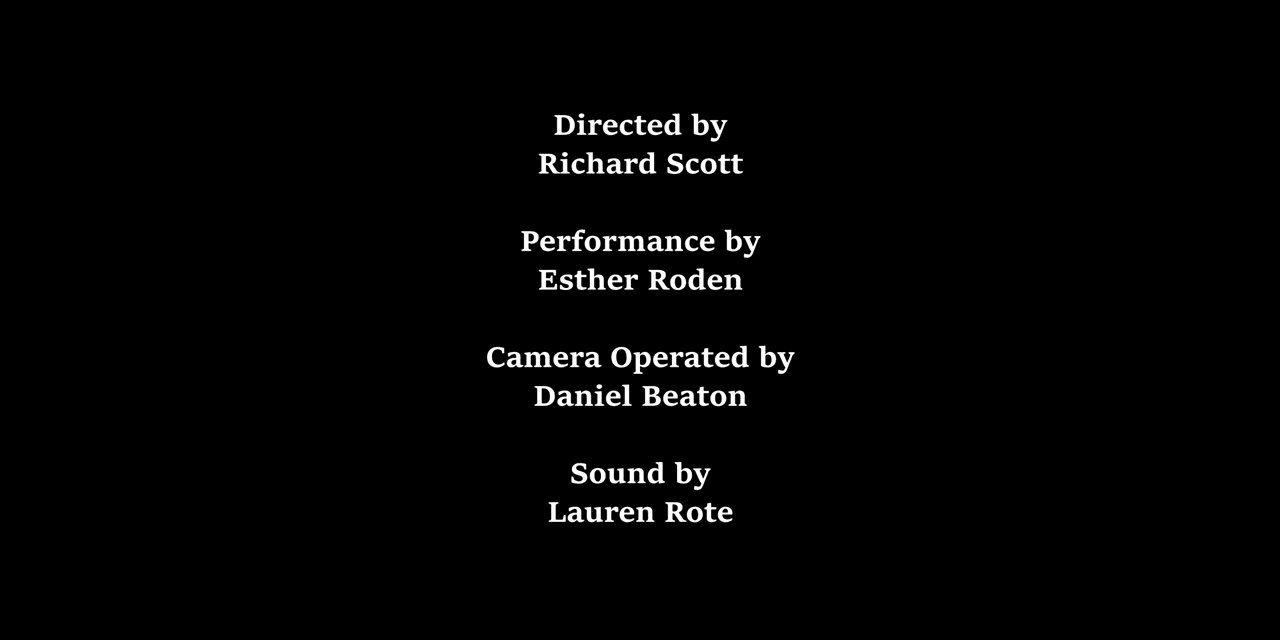 Directed by
Richard Scott
Performance by
Esther Roden
Camera Operated by
Daniel Beaton
Sound by
Lauren Rote